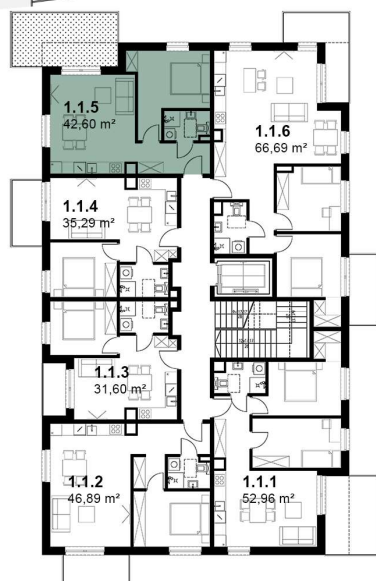 1.1.5
42,60 m²
1.1.6
66,69 m²
1.1.4
35,29 m²
1.1.3
31,60 m²
1.1.2
46,89 m²
1.1.1
52,96 m²